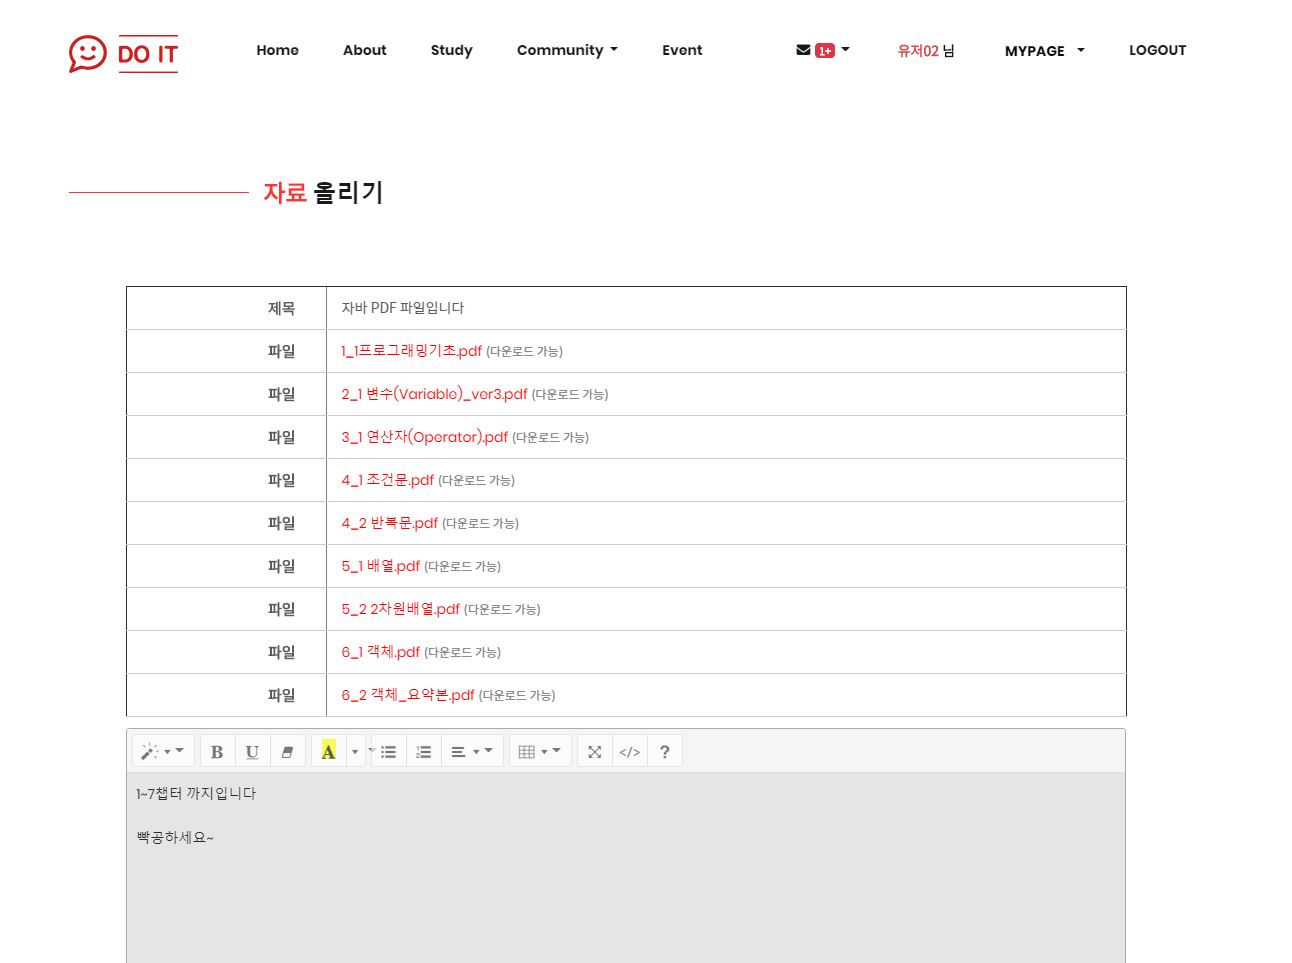 DO IT
Home About Study Community Event 1+ 유저02 님 MYPAGE LOGOUT
자료 올리기
제목 자바 PDF 파일입니다
파일 1_1프로그래밍기초.pdf (다운로드 가능)
파일 2_1 변수(Variable)_ver3.pdf (다운로드 가능)
파일 3_1 연산자(Operator).pdf (다운로드 가능)
파일 4_1 조건문.pdf (다운로드 가능)
파일 4_2 반복문.pdf (다운로드 가능)
파일 5_1 배열.pdf (다운로드 가능)
파일 5_2 2차원배열.pdf (다운로드 가능)
파일 6_1 객체.pdf (다운로드 가능)
파일 6_2 객체_요약본.pdf (다운로드 가능)
B U A </> ?
1~7챕터 까지입니다
빡공하세요~